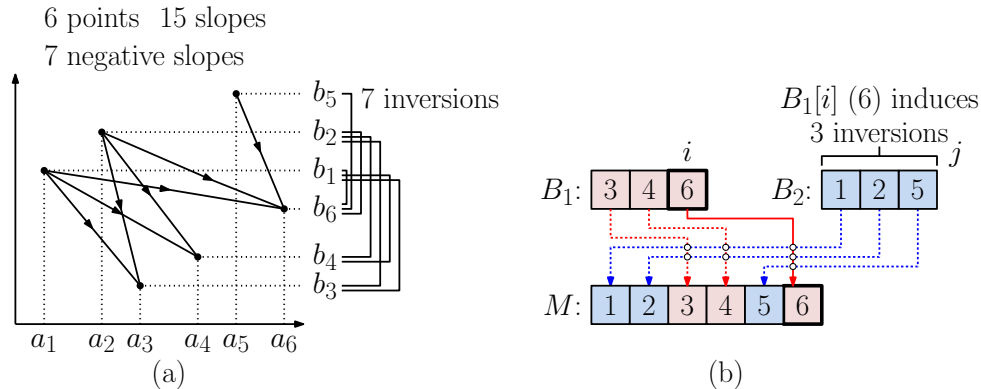 6 points 15 slopes
7 negative slopes
b5
7 inversions
b2
b1
b6
b4
b3
a1 a2 a3 a4 a5 a6
(a)
B1[i] (6) induces
3 inversions
i j
B1: 3 4 6 B2: 1 2 5
M: 1 2 3 4 5 6
(b)